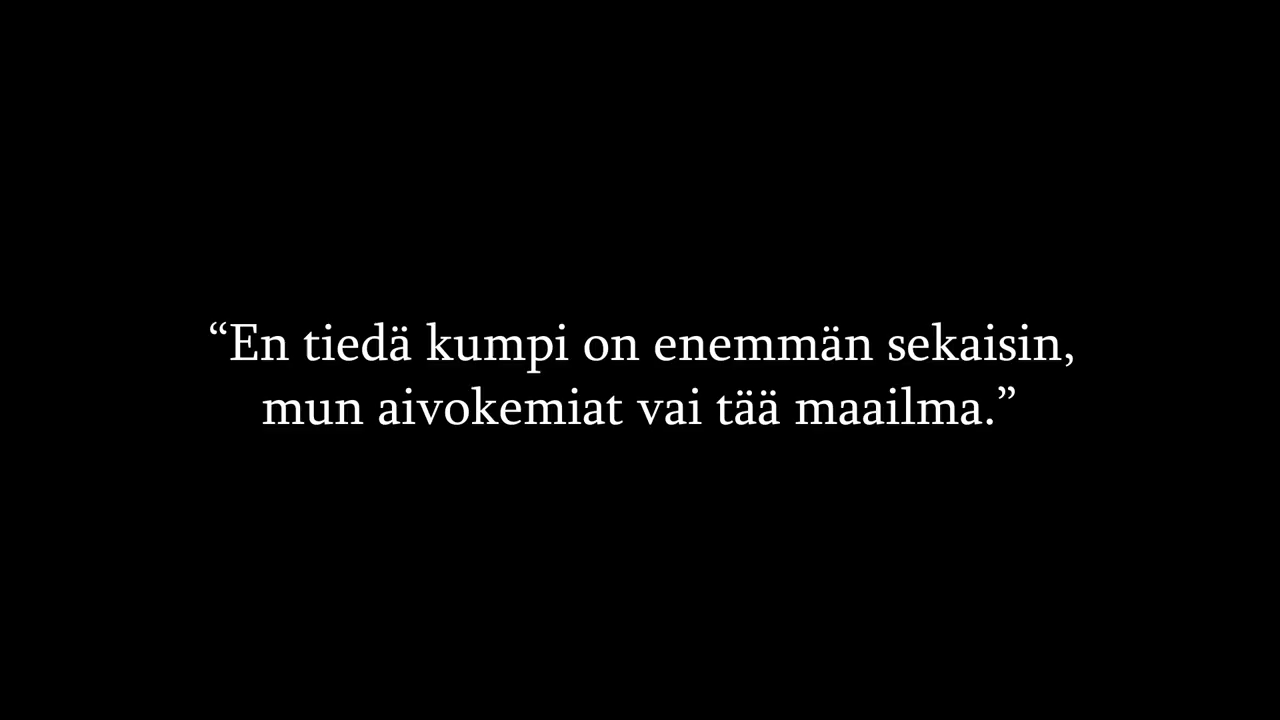 “En tiedä kumpi on enemmän sekaisin,
mun aivokemiat vai tää maailma.”